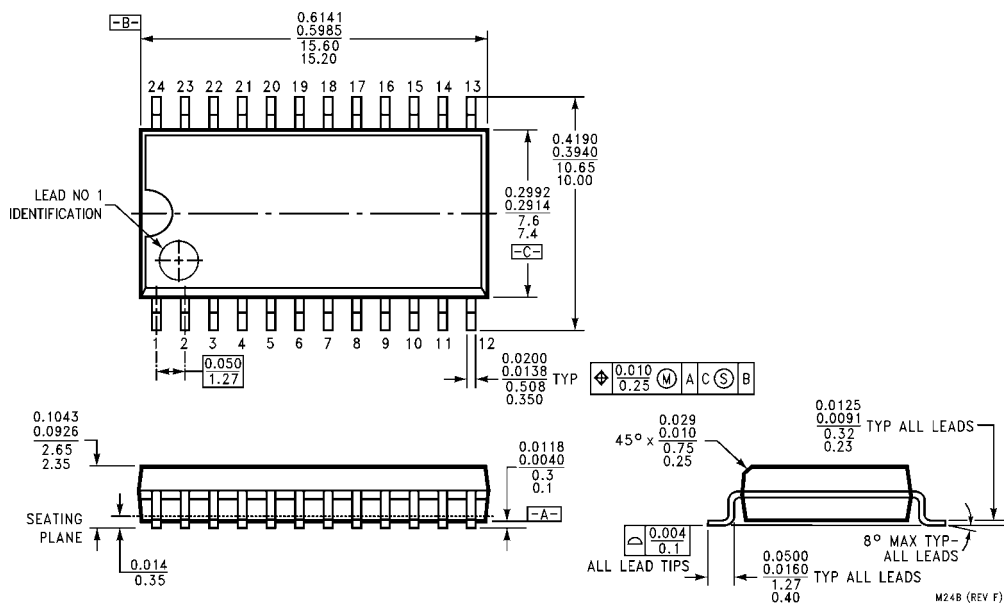 -B-
0.6141
0.5985
15.60
15.20
24 23 22 21 20 19 18 17 16 15 14 13
0.4190
0.3940
10.65
10.00
LEAD NO 1
IDENTIFICATION
0.2992
0.2914
7.6
7.4
-C-
1 2 3 4 5 6 7 8 9 10 11 12
0.050
1.27
0.0200
0.0138
0.508
0.350
TYP
0.010
0.25
M A C S B
0.1043
0.0926
2.65
2.35
0.0118
0.0040
0.3
0.1
-A-
SEATING
PLANE
0.014
0.35
45° x
0.029
0.010
0.75
0.25
0.0125
0.0091
0.32
0.23
TYP ALL LEADS
0.004
0.1
ALL LEAD TIPS
8° MAX TYP-
ALL LEADS
0.0500
0.0160
1.27
0.40
TYP ALL LEADS
M24B (REV F)